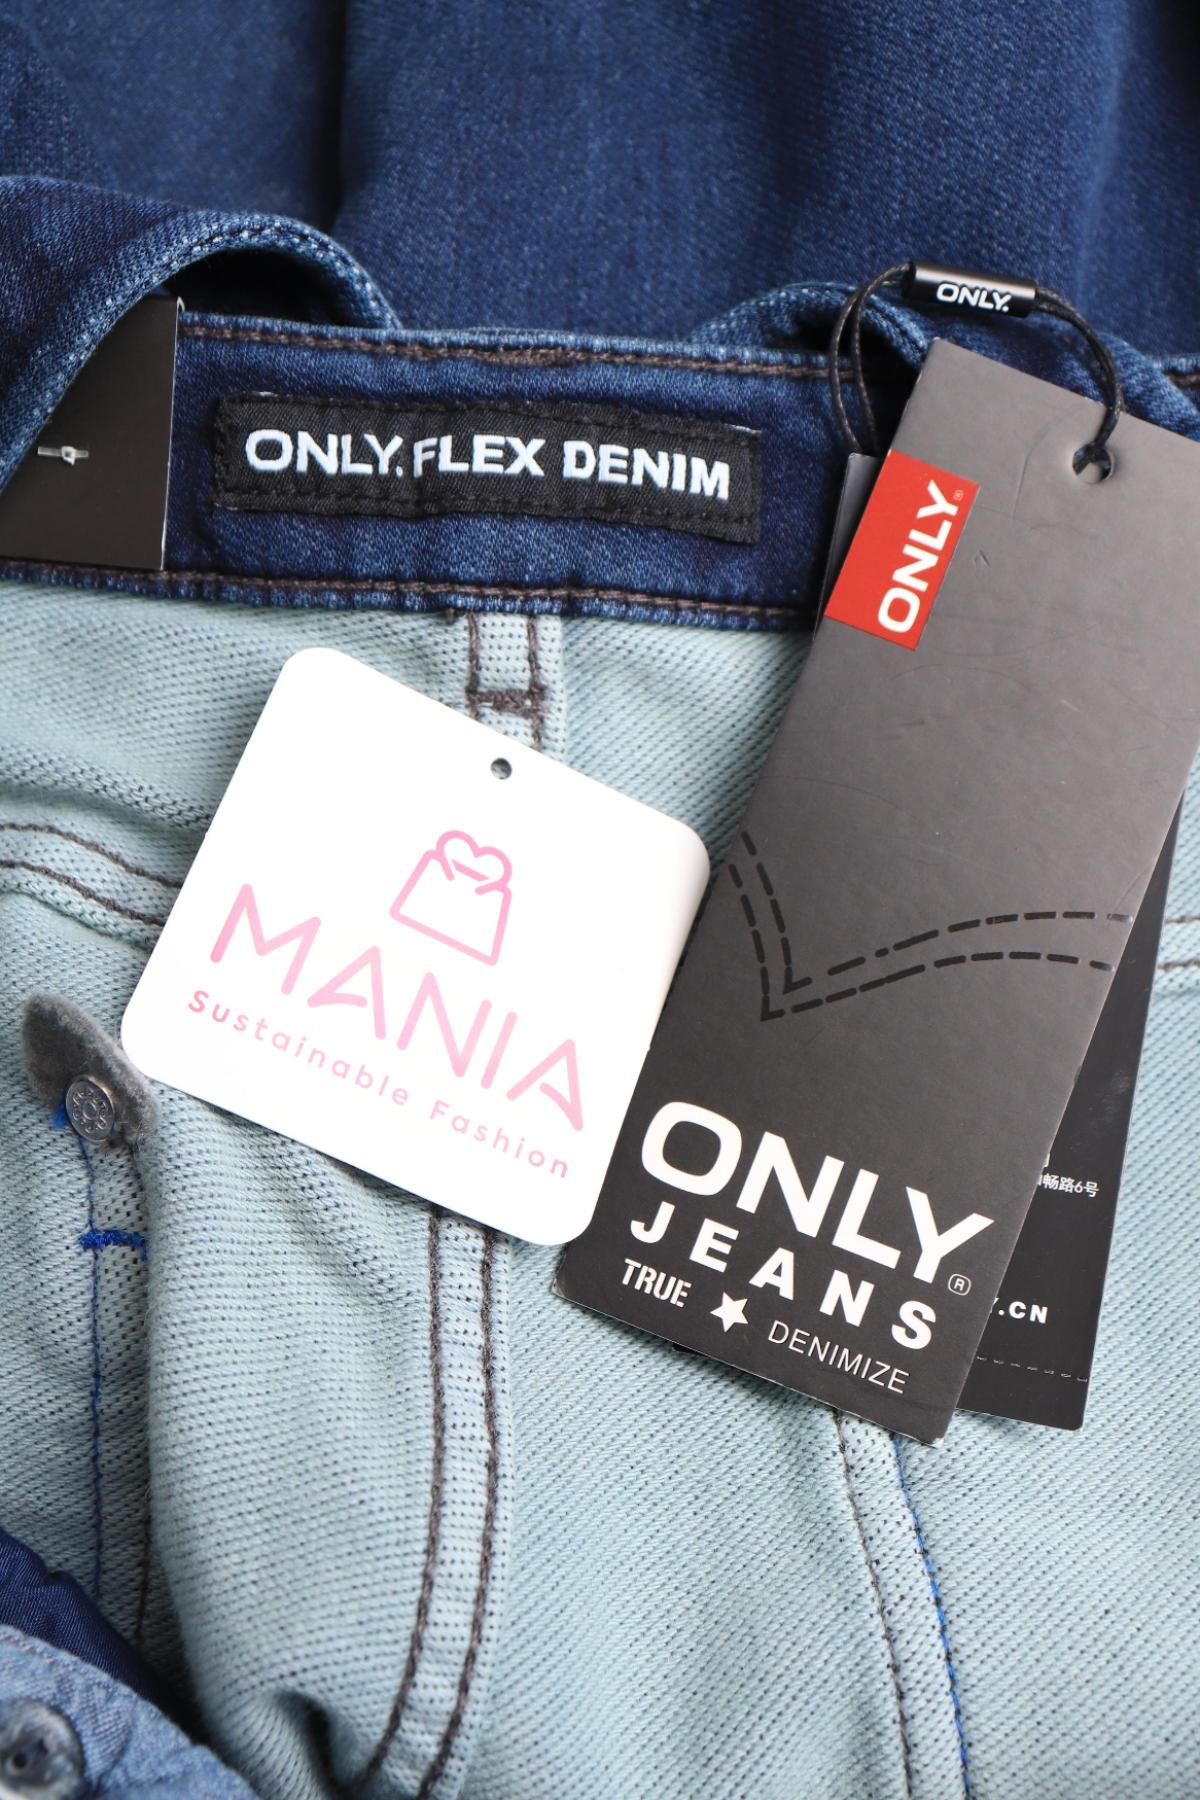 ONLY.
ONLY. FLEX DENIM
ONLY®
MANIA
Sustainable Fashion
ONLY®
JEANS
TRUE ★ DENIMIZE
畅路6号
.CN